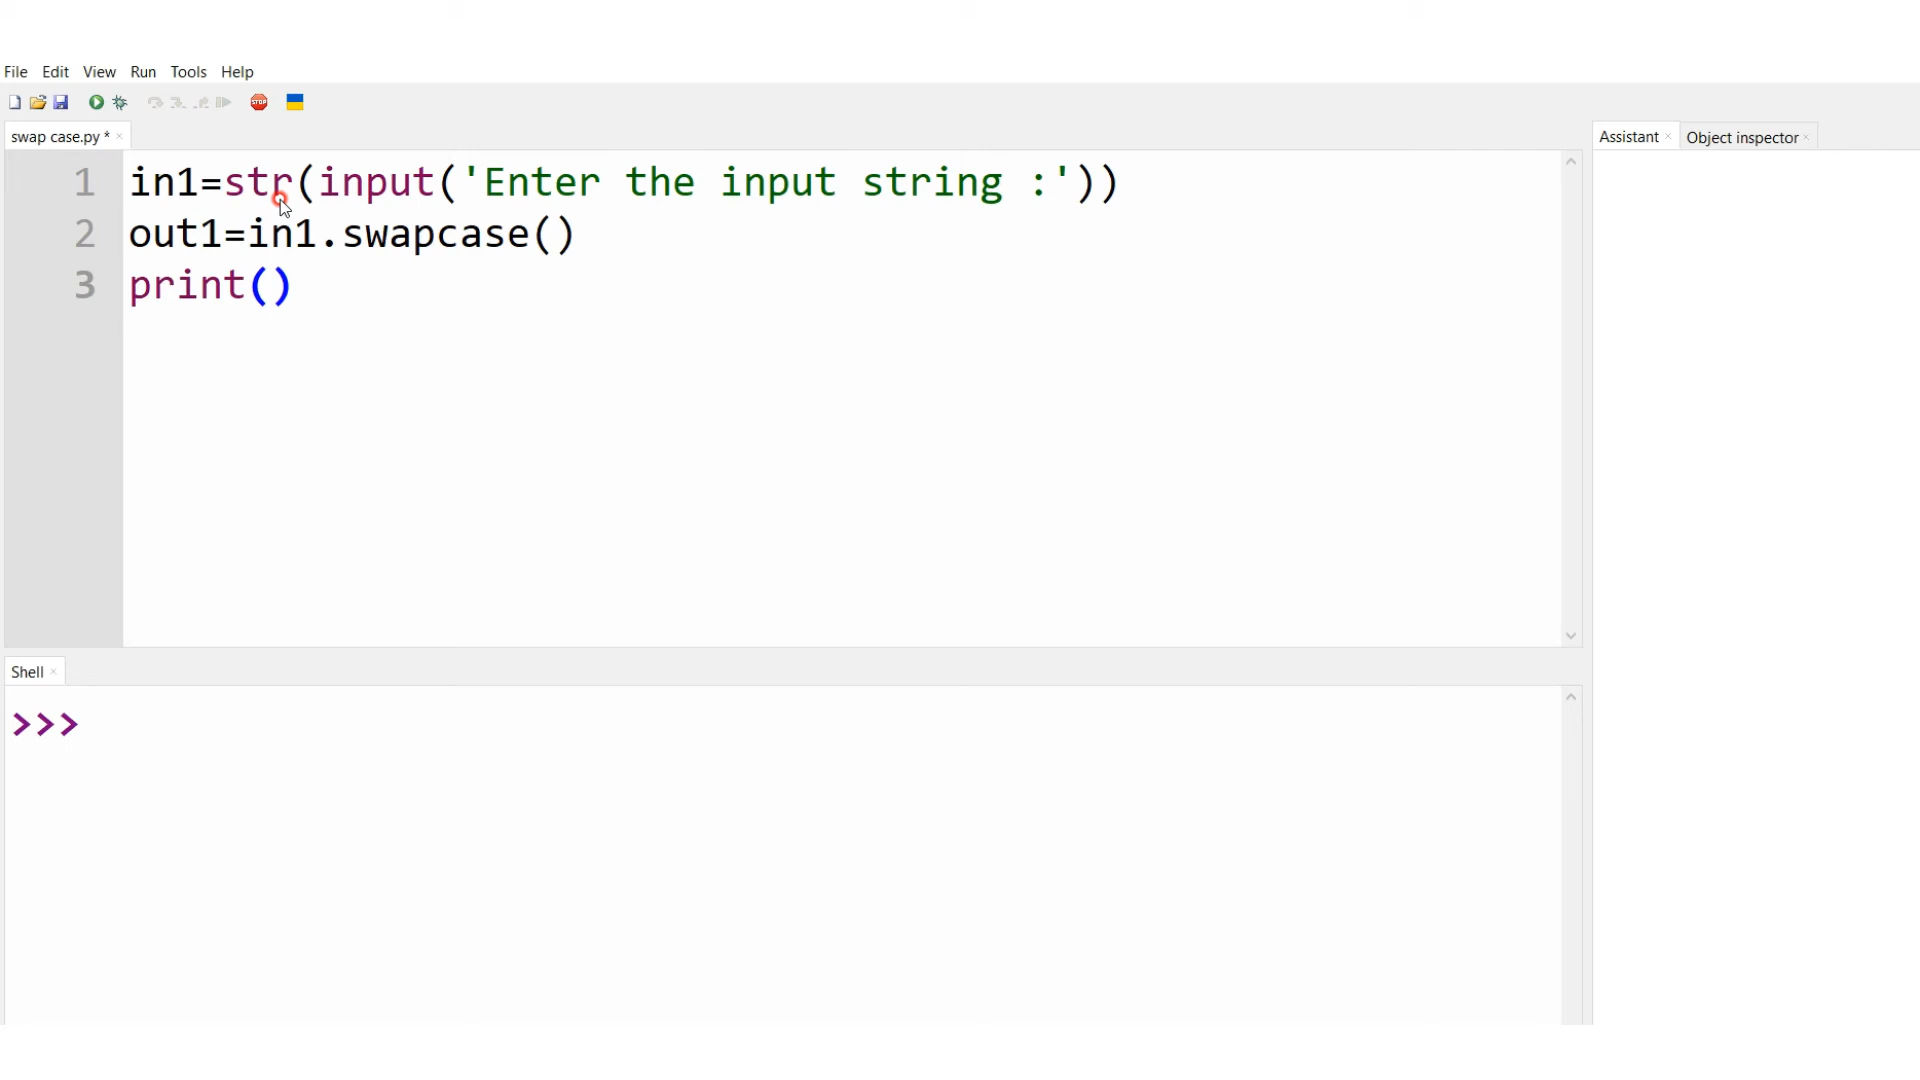 File Edit View Run Tools Help
STOP
swap case.py * ×
Assistant × Object inspector ×
1 in1=str(input('Enter the input string :'))
2 out1=in1.swapcase()
3 print()
Shell ×
>>>